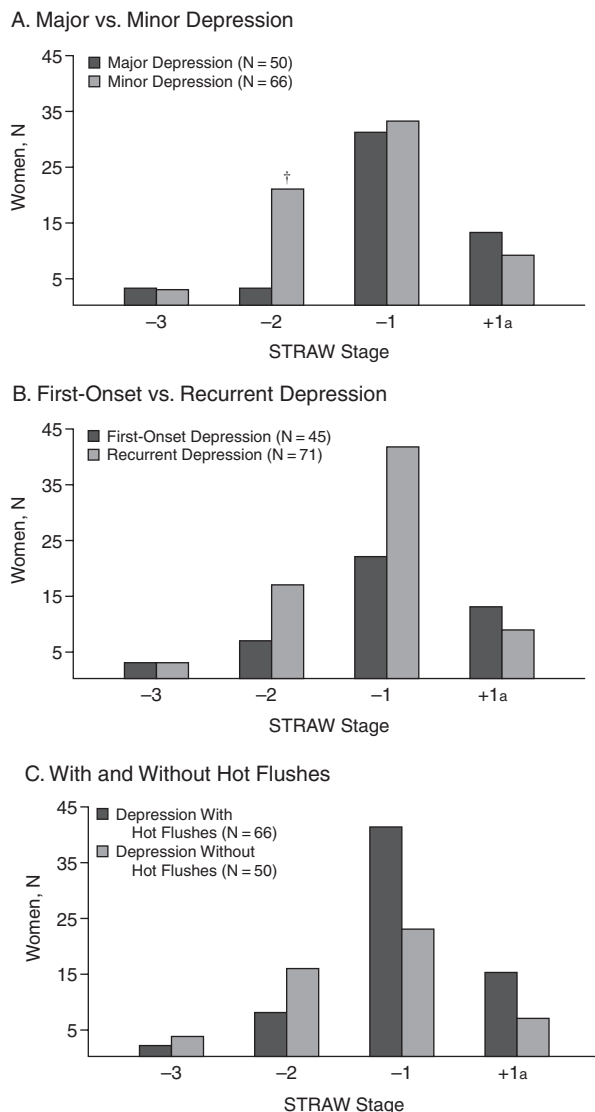 A. Major vs. Minor Depression
45
Major Depression (N = 50)
Minor Depression (N = 66)
35
Women, N
25
†
15
5
–3
–2
–1
+1a
STRAW Stage
B. First-Onset vs. Recurrent Depression
45
First-Onset Depression (N = 45)
Recurrent Depression (N = 71)
35
Women, N
25
15
5
–3
–2
–1
+1a
STRAW Stage
C. With and Without Hot Flushes
45
Depression With
Hot Flushes (N = 66)
Depression Without
Hot Flushes (N = 50)
35
Women, N
25
15
5
–3
–2
–1
+1a
STRAW Stage